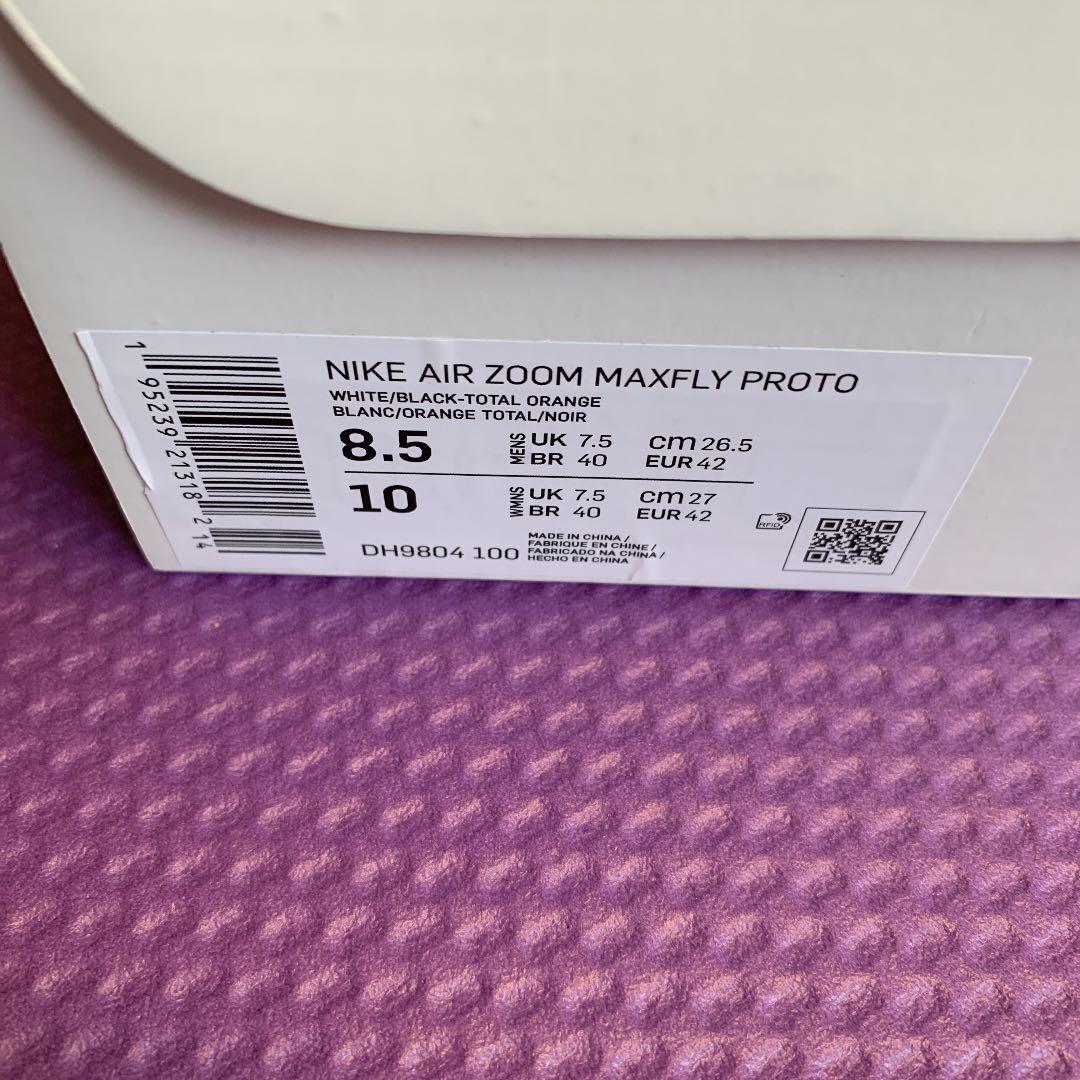 NIKE AIR ZOOM MAXFLY PROTO
WHITE/BLACK-TOTAL ORANGE
BLANC/ORANGE TOTAL/NOIR
8.5 MENS UK 7.5 cm 26.5
BR 40 EUR 42
10 WMNS UK 7.5 cm 27
BR 40 EUR 42
DH9804 100
MADE IN CHINA /
FABRIQUE EN CHINE /
FABRICADO NA CHINA /
HECHO EN CHINA
RFID
1 95239 21318 2 14